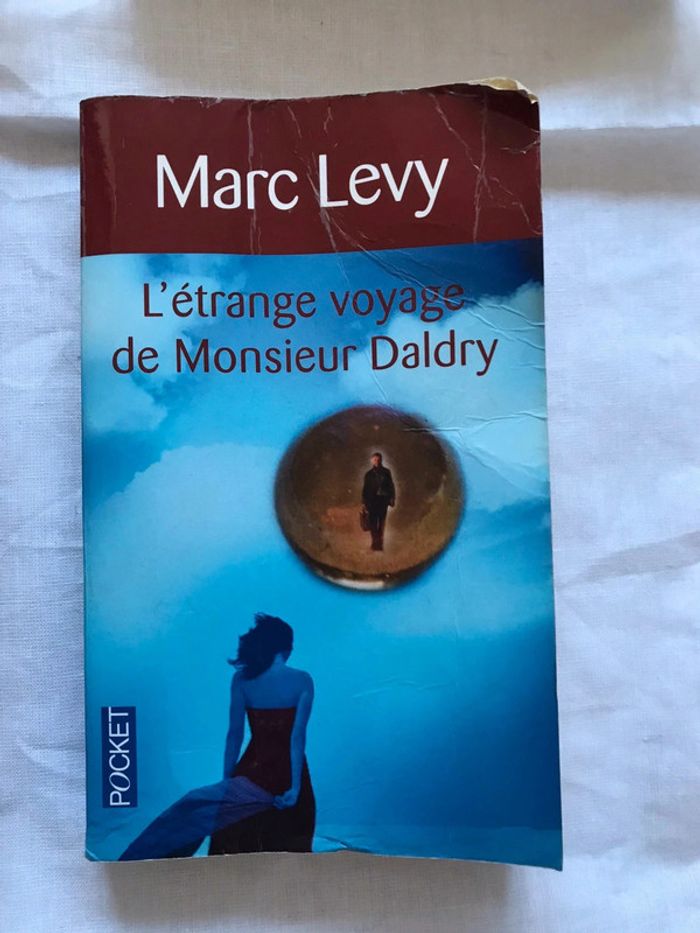 Marc Levy
L'étrange voyage
de Monsieur Daldry
POCKET